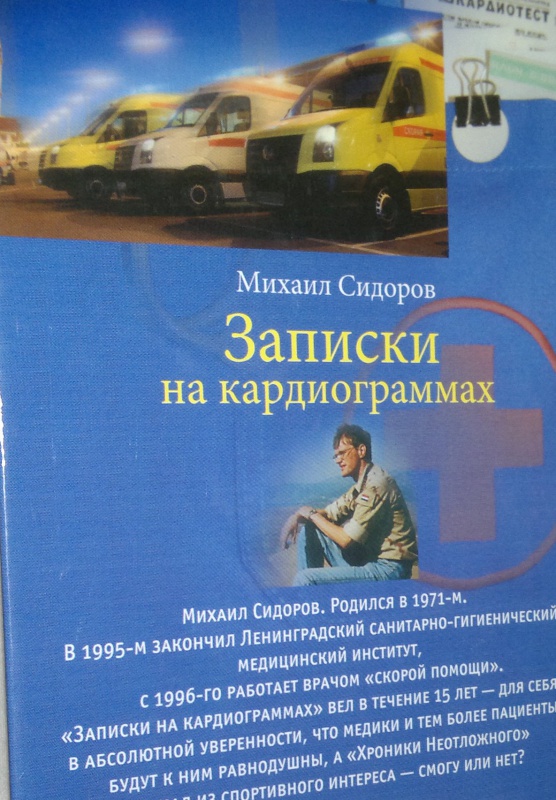 КАРДИОТЕСТ
Михаил Сидоров
Записки
на кардиограммах
Михаил Сидоров. Родился в 1971-м.
В 1995-м закончил Ленинградский санитарно-гигиенический
медицинский институт,
с 1996-го работает врачом «скорой помощи».
«Записки на кардиограммах» вел в течение 15 лет — для себя
в абсолютной уверенности, что медики и тем более пациенты
будут к ним равнодушны, а «Хроники Неотложного»
из спортивного интереса — смогу или нет?